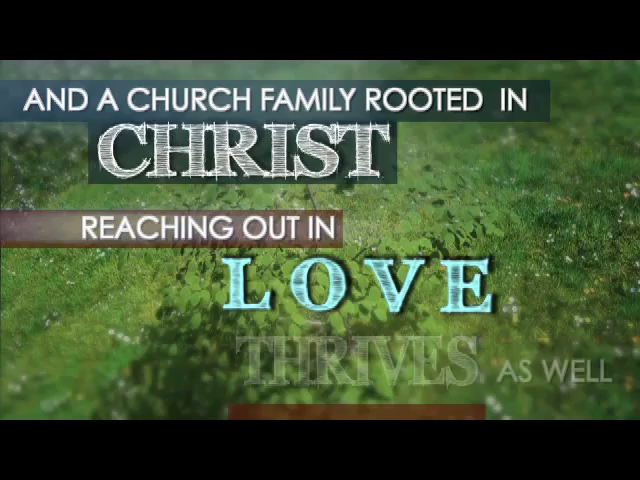 AND A CHURCH FAMILY ROOTED IN
CHRIST
REACHING OUT IN
LOVE
THRIVES AS WELL